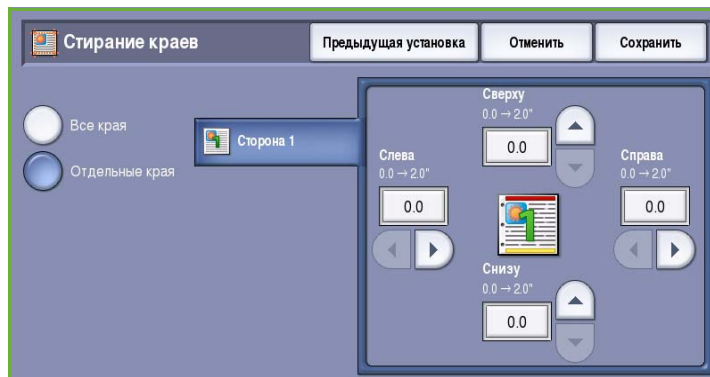 Стирание краев
Предыдущая установка
Отменить
Сохранить
Все края
Отдельные края
Сторона 1
Сверху
0.0 → 2.0"
0.0
Слева
0.0 → 2.0"
0.0
Справа
0.0 → 2.0"
0.0
1
Снизу
0.0 → 2.0"
0.0